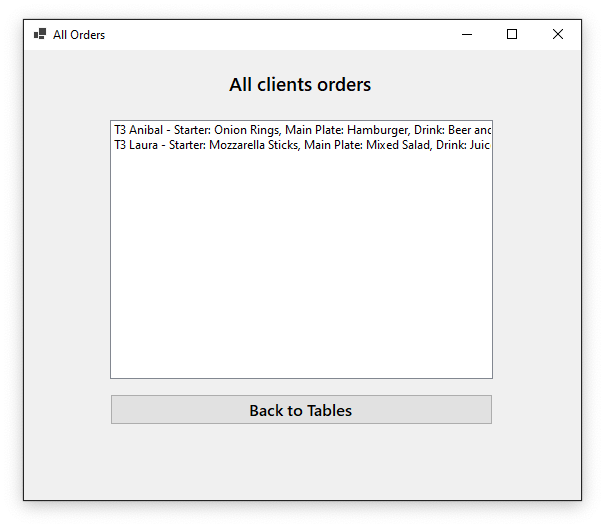 All Orders
All clients orders
T3 Anibal - Starter: Onion Rings, Main Plate: Hamburger, Drink: Beer and
T3 Laura - Starter: Mozzarella Sticks, Main Plate: Mixed Salad, Drink: Juic
Back to Tables